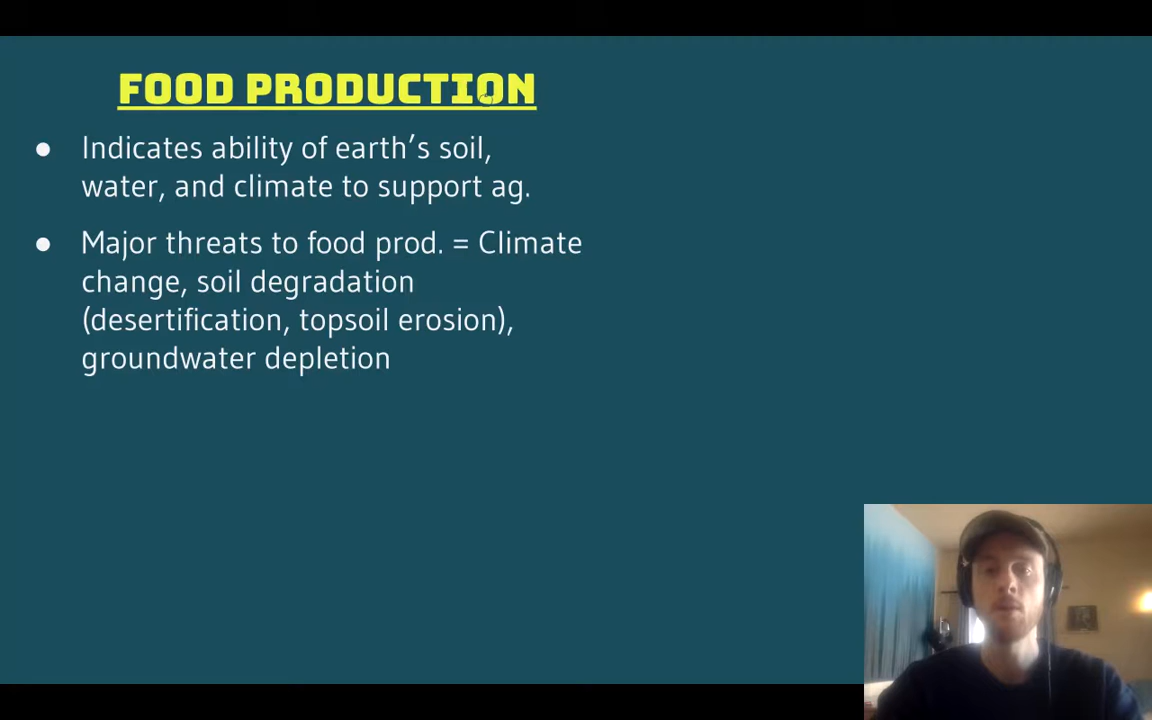 FOOD PRODUCTION
● Indicates ability of earth’s soil,
water, and climate to support ag.
● Major threats to food prod. = Climate
change, soil degradation
(desertification, topsoil erosion),
groundwater depletion